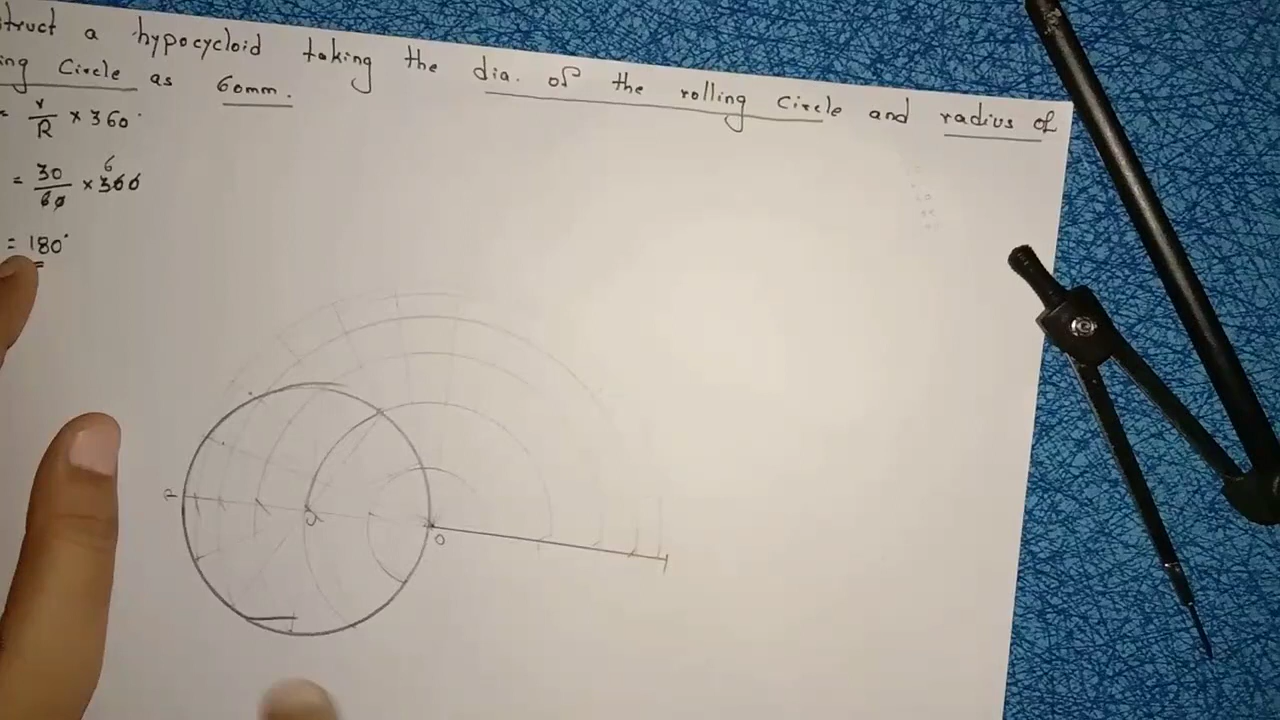 truct a hypocycloid taking the dia. of the rolling circle and radius of
ing Circle as 60mm.
= r/R × 360°
= 30/60 × 360 6
= 180°
P
O